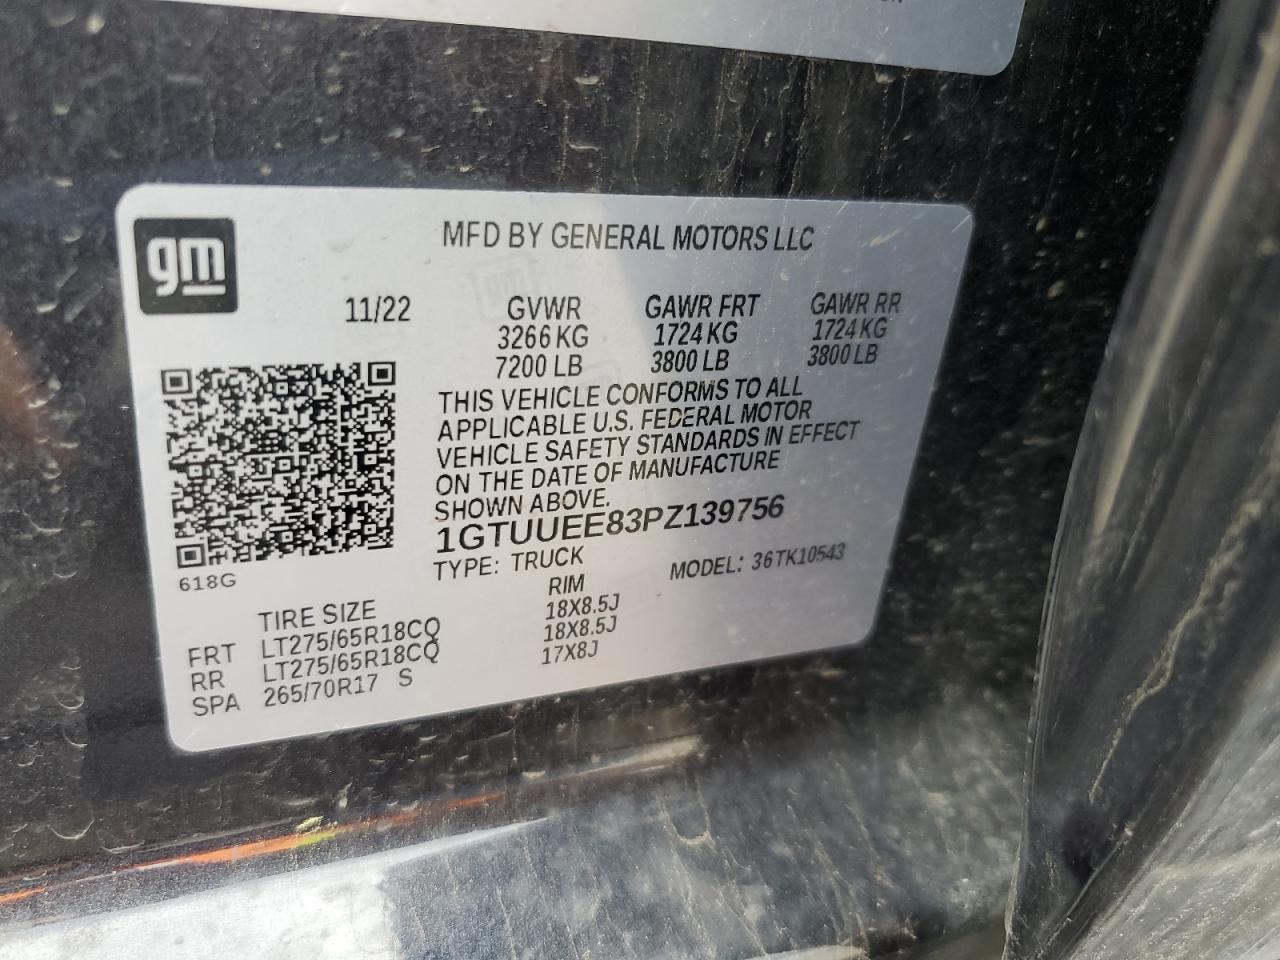 gm
MFD BY GENERAL MOTORS LLC
11/22 GVWR GAWR FRT GAWR RR
3266 KG 1724 KG 1724 KG
7200 LB 3800 LB 3800 LB
THIS VEHICLE CONFORMS TO ALL
APPLICABLE U.S. FEDERAL MOTOR
VEHICLE SAFETY STANDARDS IN EFFECT
ON THE DATE OF MANUFACTURE
SHOWN ABOVE.
1GTUUEE83PZ139756
618G
TYPE: TRUCK MODEL: 36TK10543
TIRE SIZE RIM
FRT LT275/65R18CQ 18X8.5J
RR LT275/65R18CQ 18X8.5J
SPA 265/70R17 S 17X8J